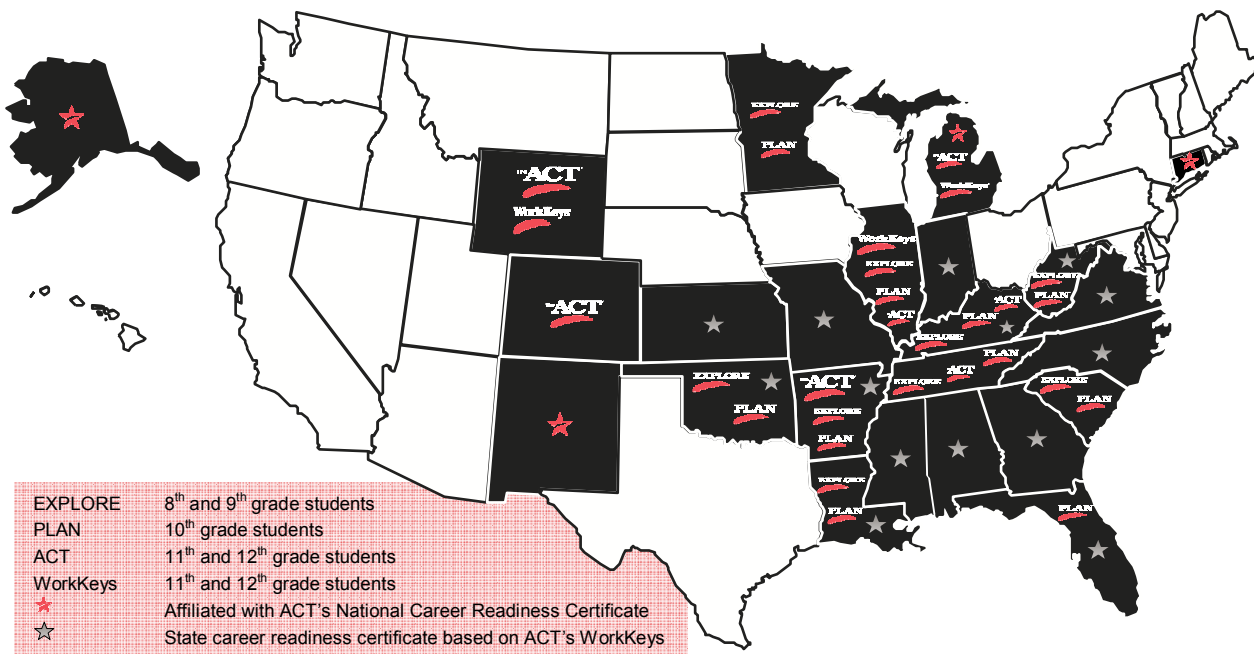 EXPLORE
PLAN
ACT
WorkKeys
ACT
WorkKeys
WorkKeys
EXPLORE
PLAN
ACT
EXPLORE
PLAN
ACT
PLAN
EXPLORE
ACT
PLAN
ACT
EXPLORE
EXPLORE
PLAN
EXPLORE
PLAN
ACT
EXPLORE
PLAN
EXPLORE
PLAN
PLAN
EXPLORE 8th and 9th grade students
PLAN 10th grade students
ACT 11th and 12th grade students
WorkKeys 11th and 12th grade students
Affiliated with ACT's National Career Readiness Certificate
State career readiness certificate based on ACT's WorkKeys